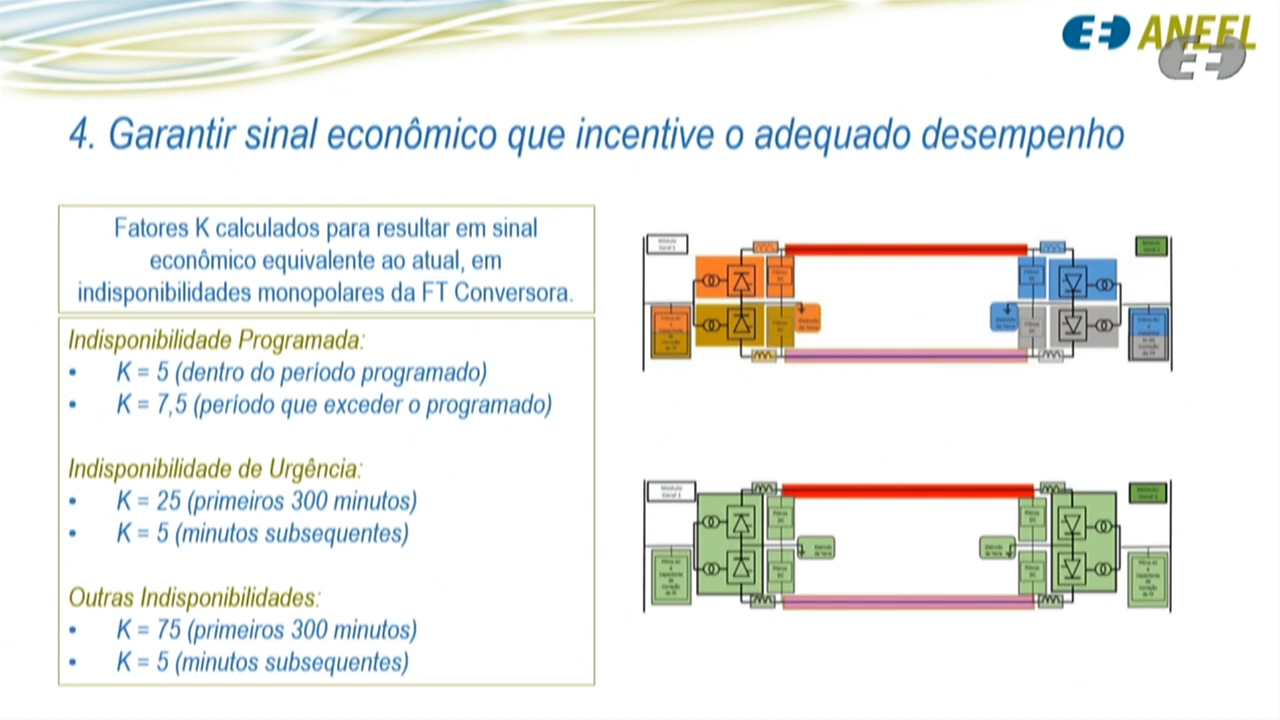 ANEEL
4. Garantir sinal econômico que incentive o adequado desempenho
Fatores K calculados para resultar em sinal
econômico equivalente ao atual, em
indisponibilidades monopolares da FT Conversora.
Indisponibilidade Programada:
• K = 5 (dentro do período programado)
• K = 7,5 (período que exceder o programado)
Indisponibilidade de Urgência:
• K = 25 (primeiros 300 minutos)
• K = 5 (minutos subsequentes)
Outras Indisponibilidades:
• K = 75 (primeiros 300 minutos)
• K = 5 (minutos subsequentes)